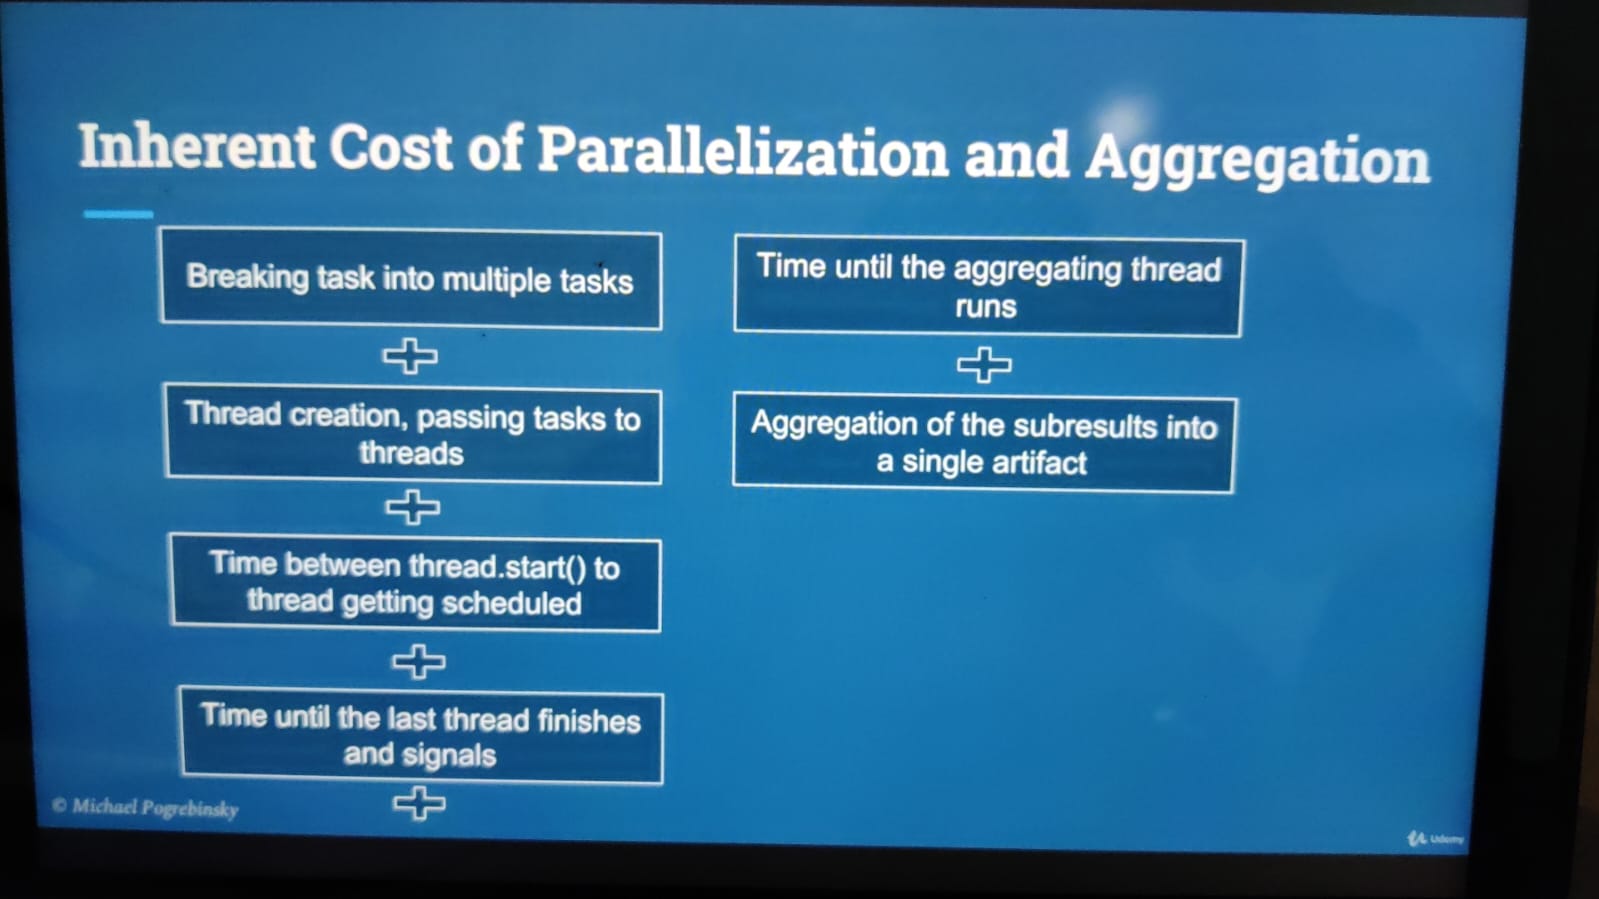 Inherent Cost of Parallelization and Aggregation
Breaking task into multiple tasks
Thread creation, passing tasks to
threads
Time between thread.start() to
thread getting scheduled
Time until the last thread finishes
and signals
Time until the aggregating thread
runs
Aggregation of the subresults into
a single artifact
© Michael Pogrebinsky
Udemy